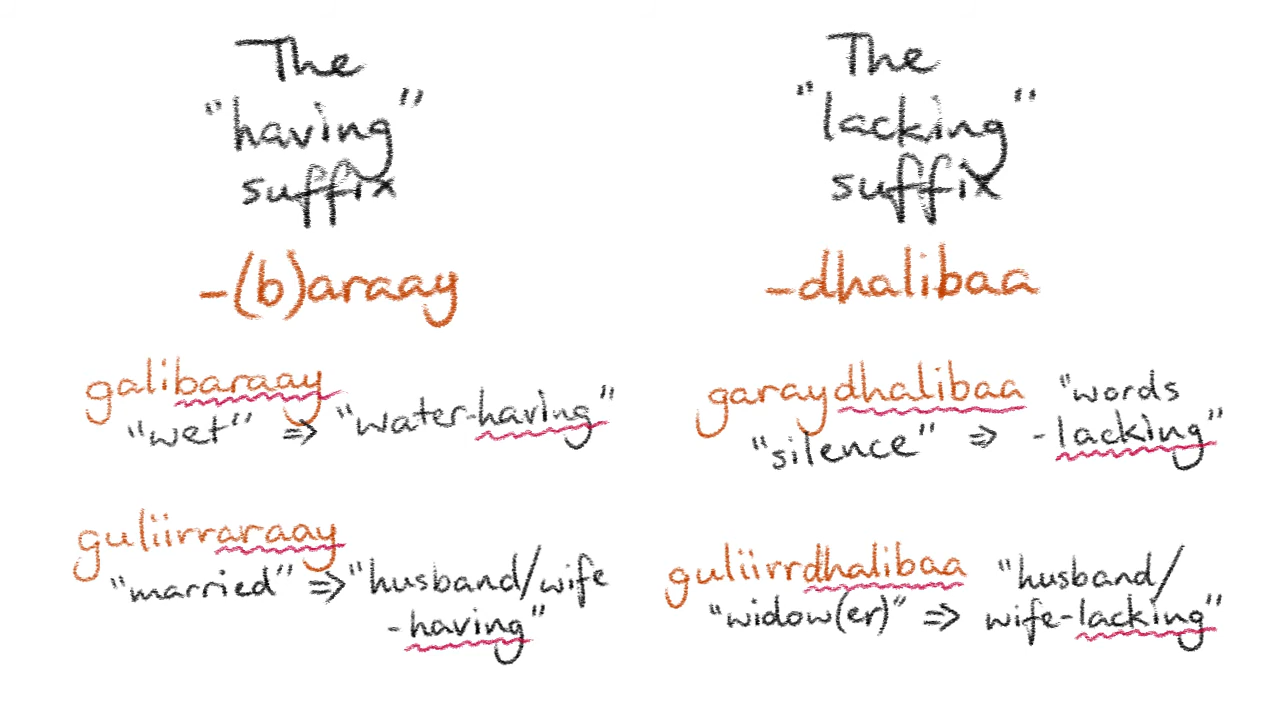 The
"having"
suffix
-(b)araay
galibaraay
"wet" => "water-having"
guliirraraay
"married" => "husband/wife
-having"
The
"lacking"
suffix
-dhalibaa
garaydhalibaa "words
"silence" => -lacking"
guliirrdhalibaa "husband/
"widow(er)" => wife-lacking"